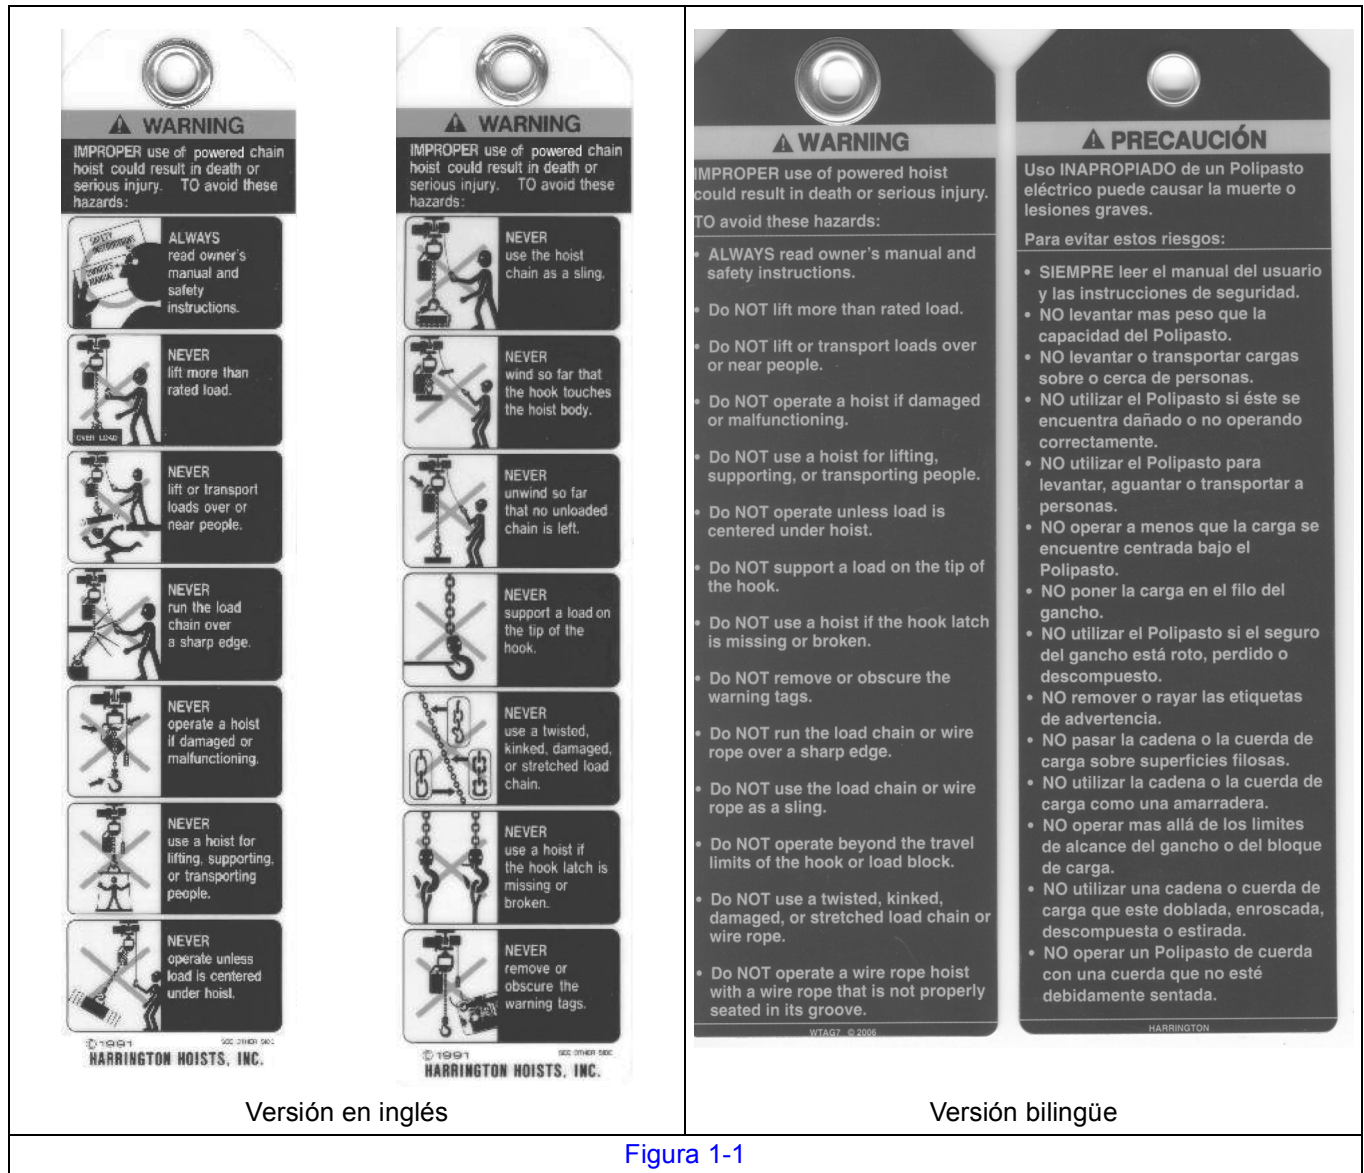 WARNING
IMPROPER use of powered chain
hoist could result in death or
serious injury. TO avoid these
hazards:
SAFETY
INSTRUCTIONS
OWNER'S
MANUAL
ALWAYS
read owner's
manual and
safety
instructions.
OVER LOAD
NEVER
lift more than
rated load.
NEVER
lift or transport
loads over or
near people.
NEVER
run the load
chain over
a sharp edge.
NEVER
operate a hoist
if damaged or
malfunctioning.
NEVER
use a hoist for
lifting, supporting,
or transporting
people.
NEVER
operate unless
load is centered
under hoist.
©1991 SEE OTHER SIDE
HARRINGTON HOISTS, INC.
WARNING
IMPROPER use of powered chain
hoist could result in death or
serious injury. TO avoid these
hazards:
NEVER
use the hoist
chain as a sling.
NEVER
wind so far that
the hook touches
the hoist body.
NEVER
unwind so far
that no unloaded
chain is left.
NEVER
support a load on
the tip of the
hook.
NEVER
use a twisted,
kinked, damaged,
or stretched load
chain.
NEVER
use a hoist if
the hook latch is
missing or
broken.
NEVER
remove or
obscure the
warning tags.
©1991 SEE OTHER SIDE
HARRINGTON HOISTS, INC.
Versión en inglés
WARNING
IMPROPER use of powered hoist
could result in death or serious injury.
TO avoid these hazards:
• ALWAYS read owner's manual and
safety instructions.
• Do NOT lift more than rated load.
• Do NOT lift or transport loads over
or near people.
• Do NOT operate a hoist if damaged
or malfunctioning.
• Do NOT use a hoist for lifting,
supporting, or transporting people.
• Do NOT operate unless load is
centered under hoist.
• Do NOT support a load on the tip of
the hook.
• Do NOT use a hoist if the hook latch
is missing or broken.
• Do NOT remove or obscure the
warning tags.
• Do NOT run the load chain or wire
rope over a sharp edge.
• Do NOT use the load chain or wire
rope as a sling.
• Do NOT operate beyond the travel
limits of the hook or load block.
• Do NOT use a twisted, kinked,
damaged, or stretched load chain or
wire rope.
• Do NOT operate a wire rope hoist
with a wire rope that is not properly
seated in its groove.
WTAG7 © 2006
PRECAUCIÓN
Uso INAPROPIADO de un Polipasto
eléctrico puede causar la muerte o
lesiones graves.
Para evitar estos riesgos:
• SIEMPRE leer el manual del usuario
y las instrucciones de seguridad.
• NO levantar mas peso que la
capacidad del Polipasto.
• NO levantar o transportar cargas
sobre o cerca de personas.
• NO utilizar el Polipasto si éste se
encuentra dañado o no operando
correctamente.
• NO utilizar el Polipasto para
levantar, aguantar o transportar a
personas.
• NO operar a menos que la carga se
encuentre centrada bajo el
Polipasto.
• NO poner la carga en el filo del
gancho.
• NO utilizar el Polipasto si el seguro
del gancho está roto, perdido o
descompuesto.
• NO remover o rayar las etiquetas
de advertencia.
• NO pasar la cadena o la cuerda de
carga sobre superficies filosas.
• NO utilizar la cadena o la cuerda de
carga como una amarradera.
• NO operar mas allá de los limites
de alcance del gancho o del bloque
de carga.
• NO utilizar una cadena o cuerda de
carga que este doblada, enroscada,
descompuesta o estirada.
• NO operar un Polipasto de cuerda
con una cuerda que no esté
debidamente sentada.
HARRINGTON
Versión bilingüe
Figura 1-1